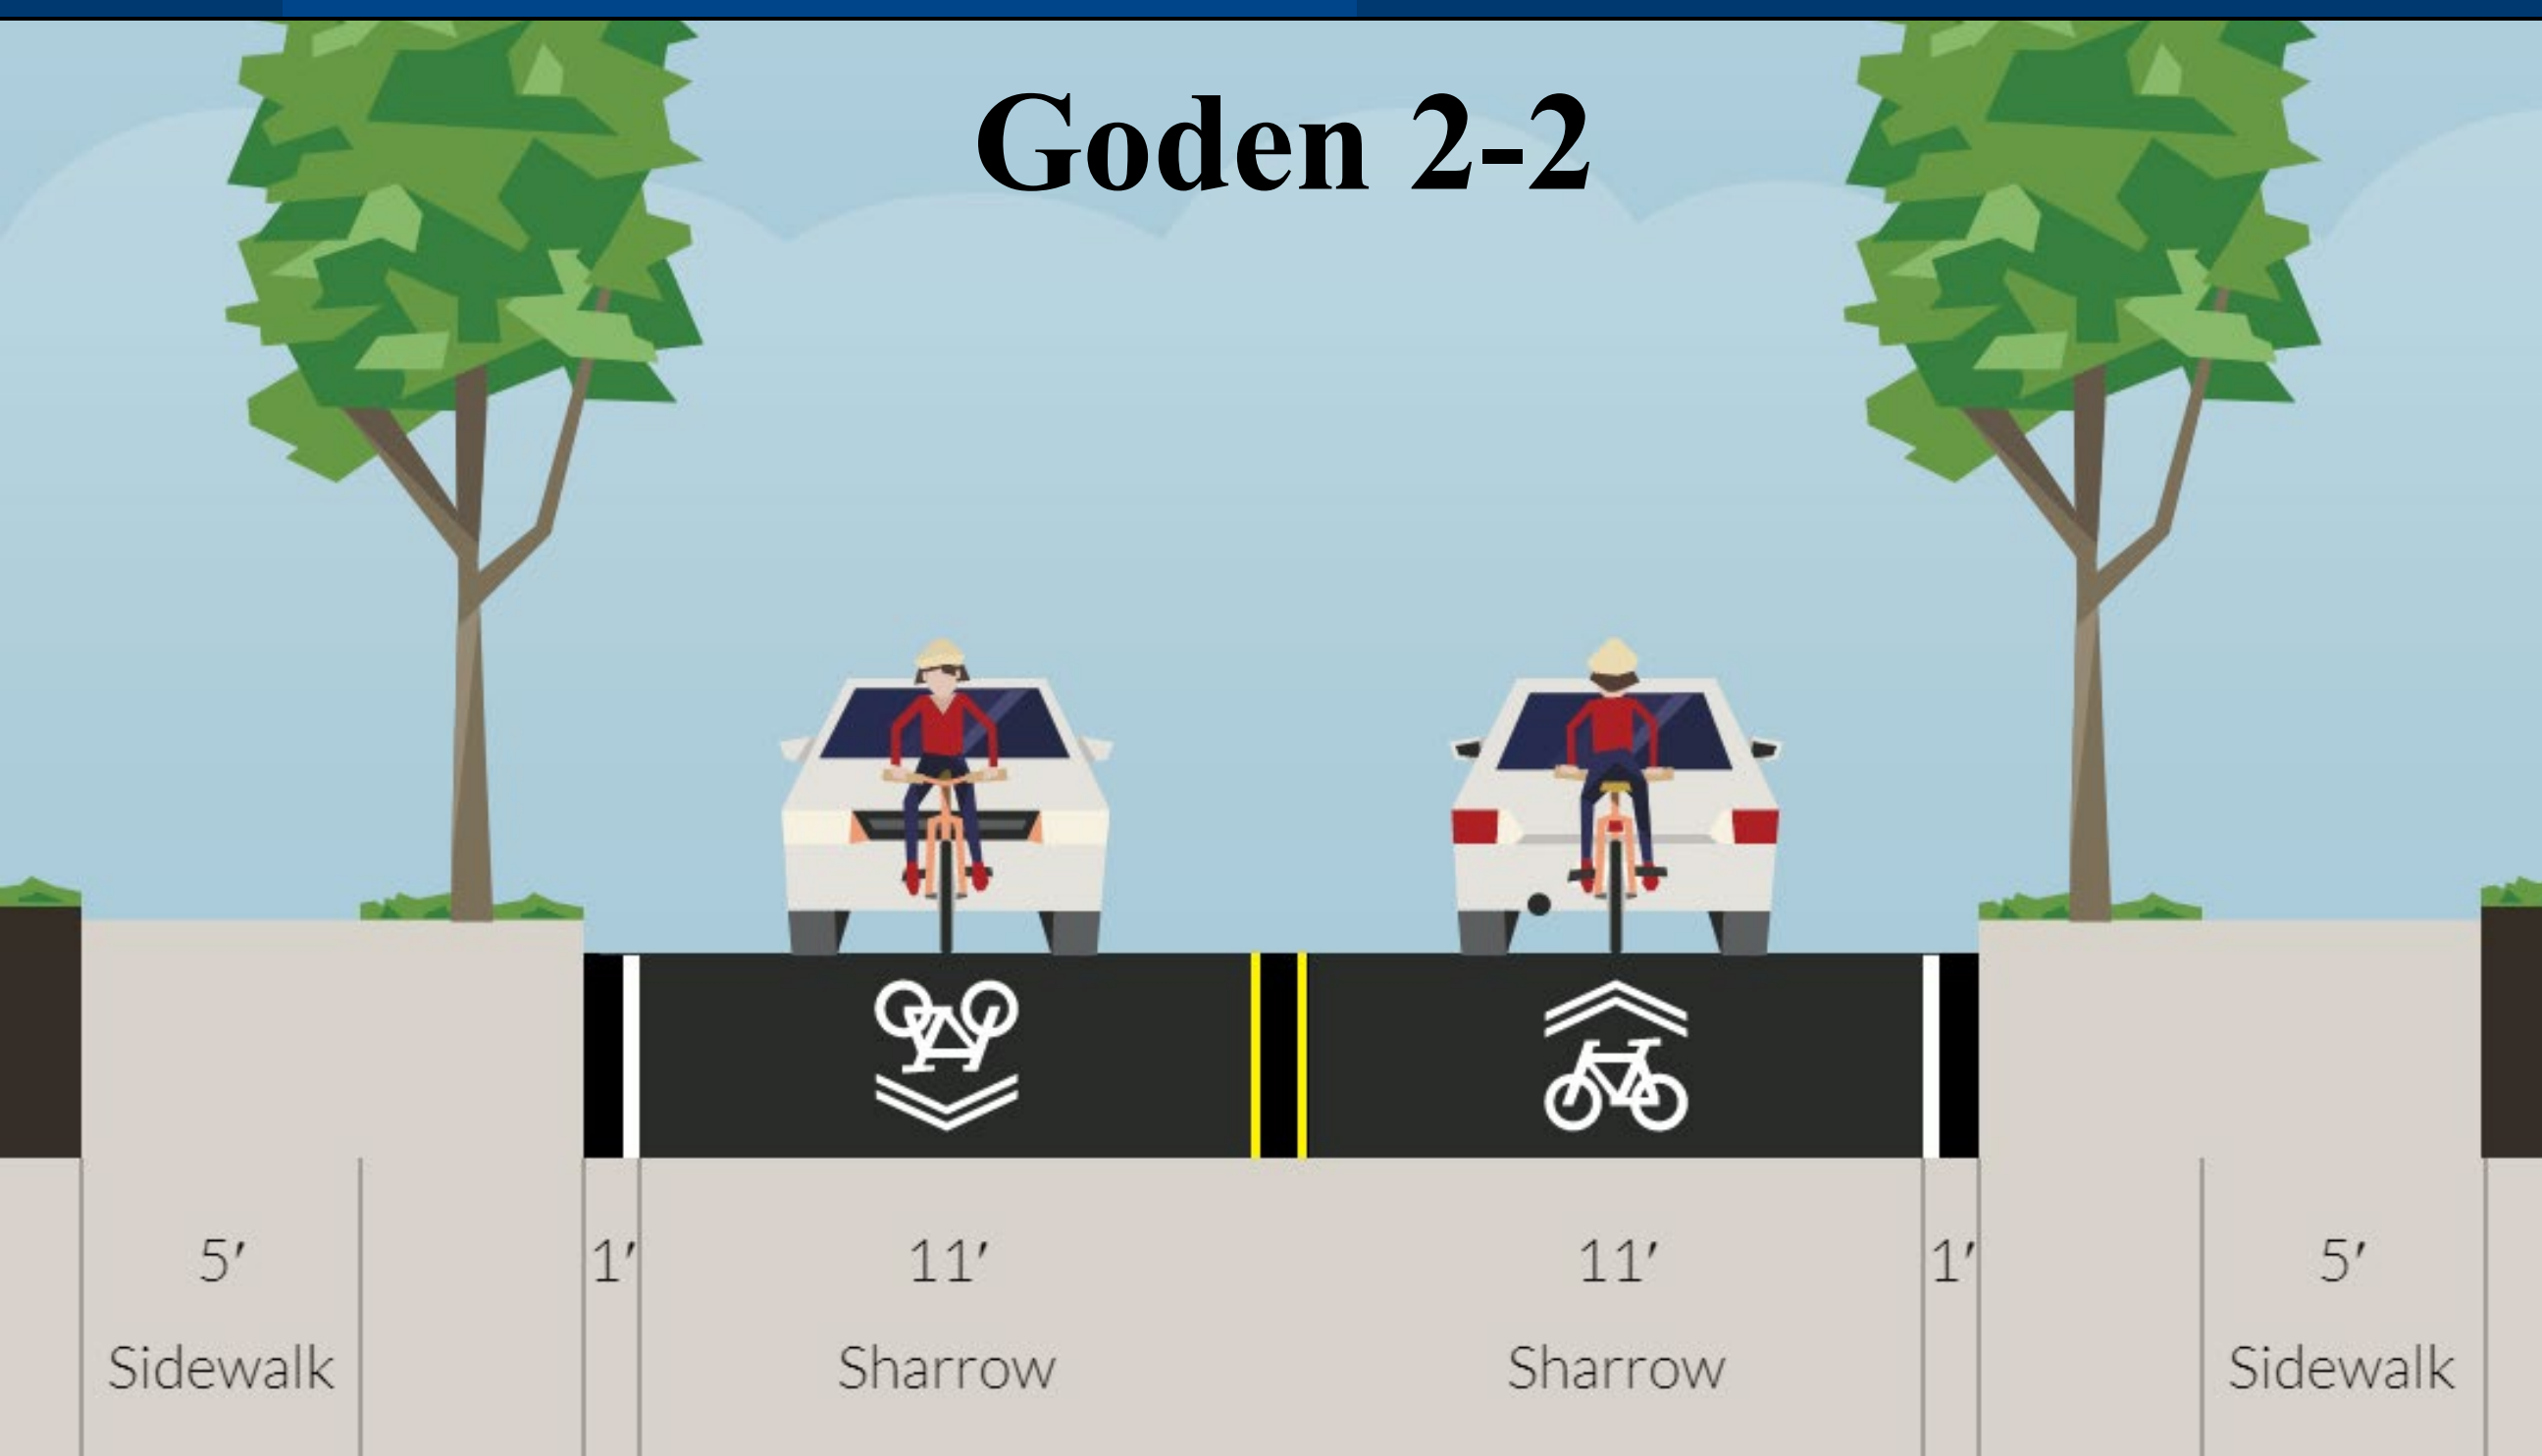 Goden 2-2
5′ 1′ 11′ 11′ 1′ 5′
Sidewalk Sharrow Sharrow Sidewalk